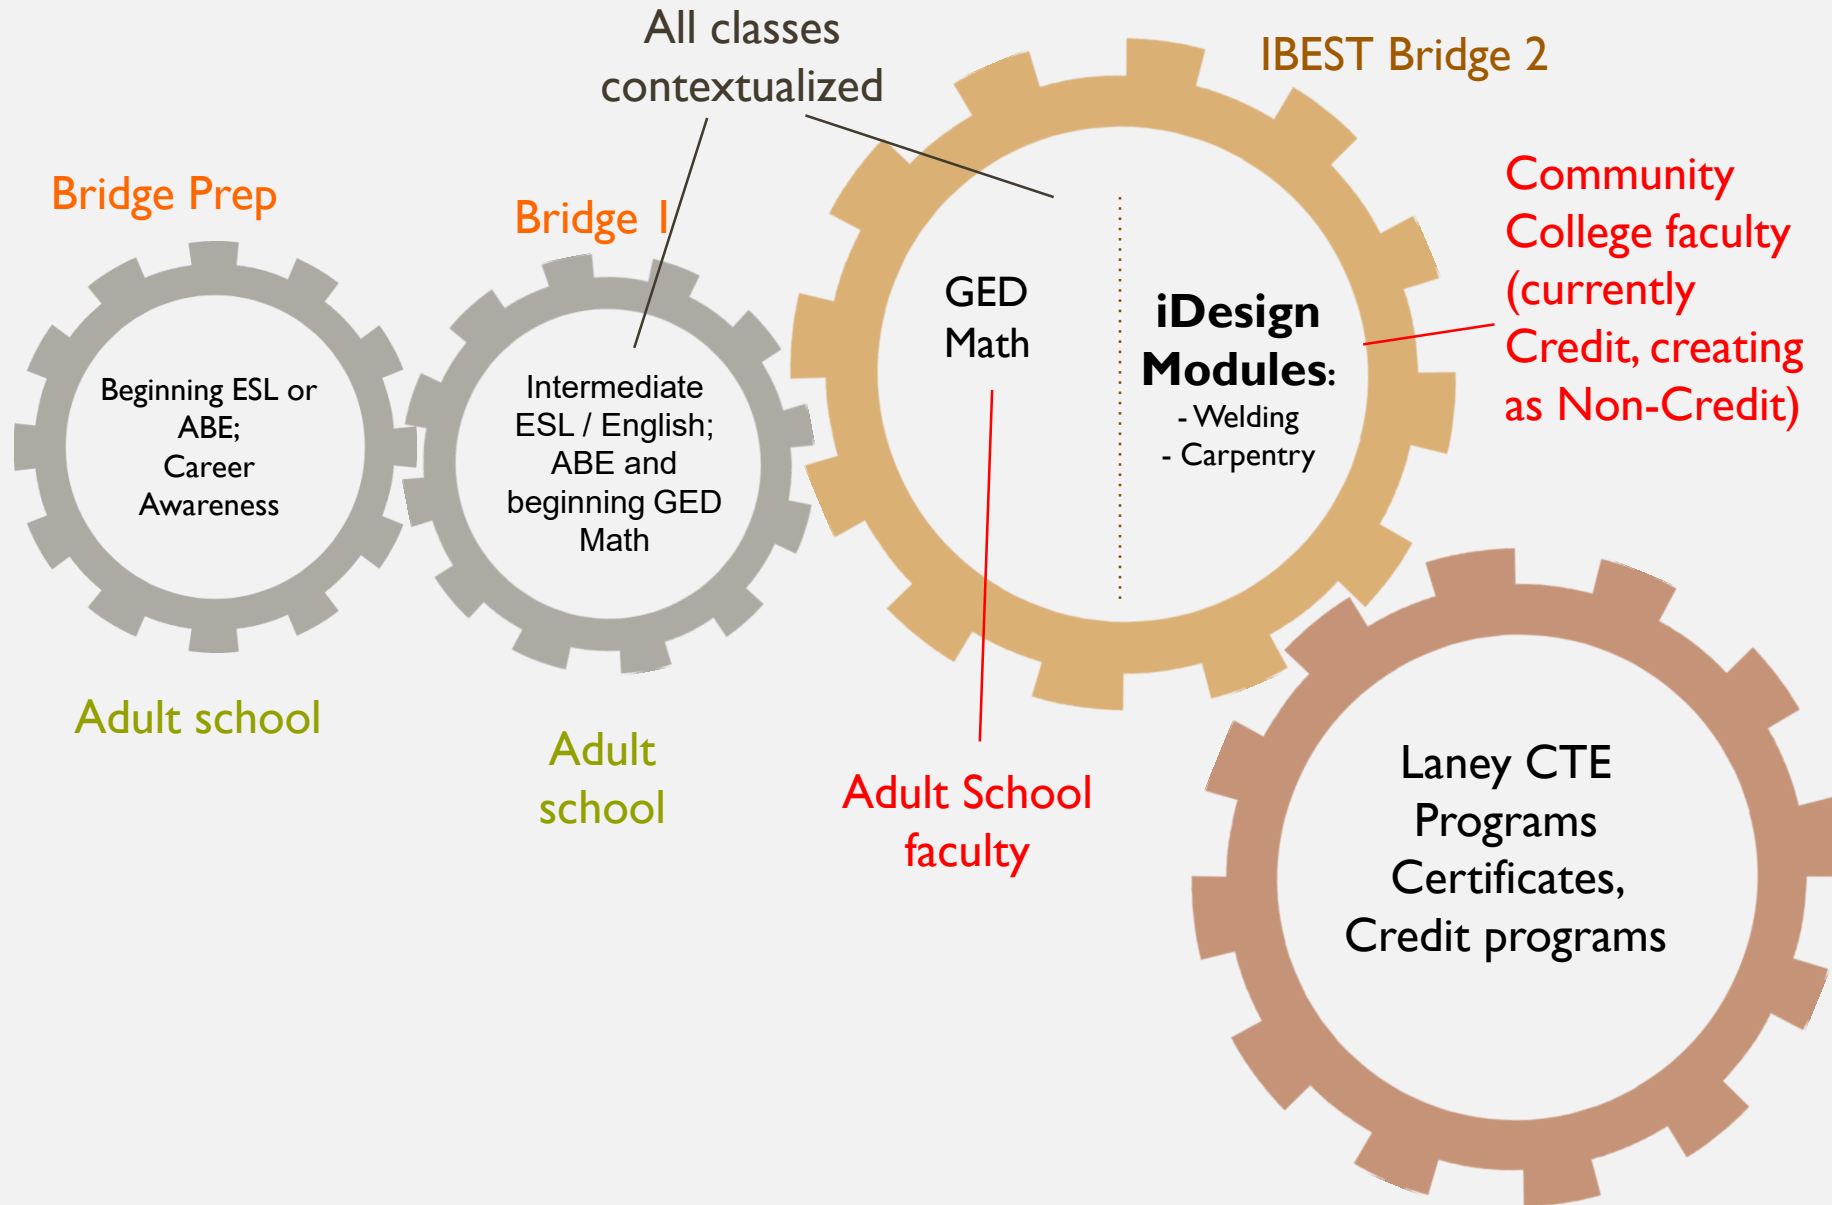 All classes
contextualized
IBEST Bridge 2
Bridge Prep
Bridge 1
Community
College faculty
(currently
Credit, creating
as Non-Credit)
Beginning ESL or
ABE;
Career
Awareness
Intermediate
ESL / English;
ABE and
beginning GED
Math
GED
Math
iDesign
Modules:
- Welding
- Carpentry
Adult school
Adult
school
Adult School
faculty
Laney CTE
Programs
Certificates,
Credit programs